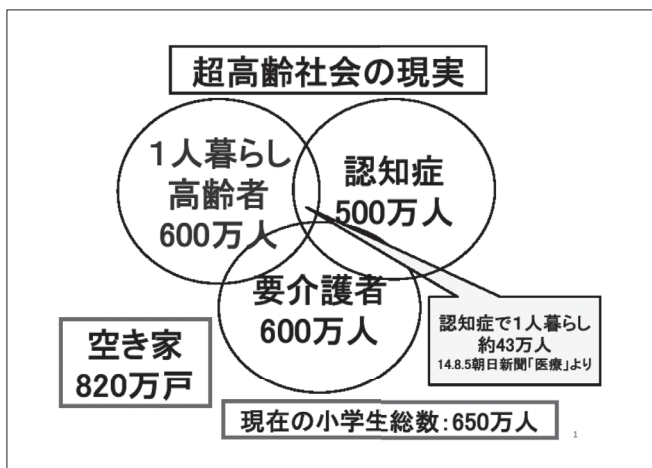 超高齢社会の現実
1人暮らし
高齢者
600万人
認知症
500万人
要介護者
600万人
認知症で1人暮らし
約43万人
14.8.5朝日新聞「医療」より
空き家
820万戸
現在の小学生総数:650万人
1